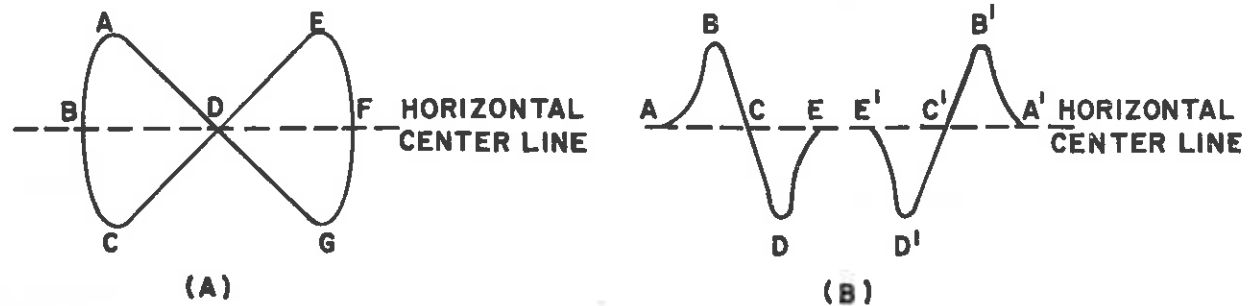 A E
B D F HORIZONTAL
CENTER LINE
C G
(A)
B B'
A C E E' C' A' HORIZONTAL
CENTER LINE
D D'
(B)